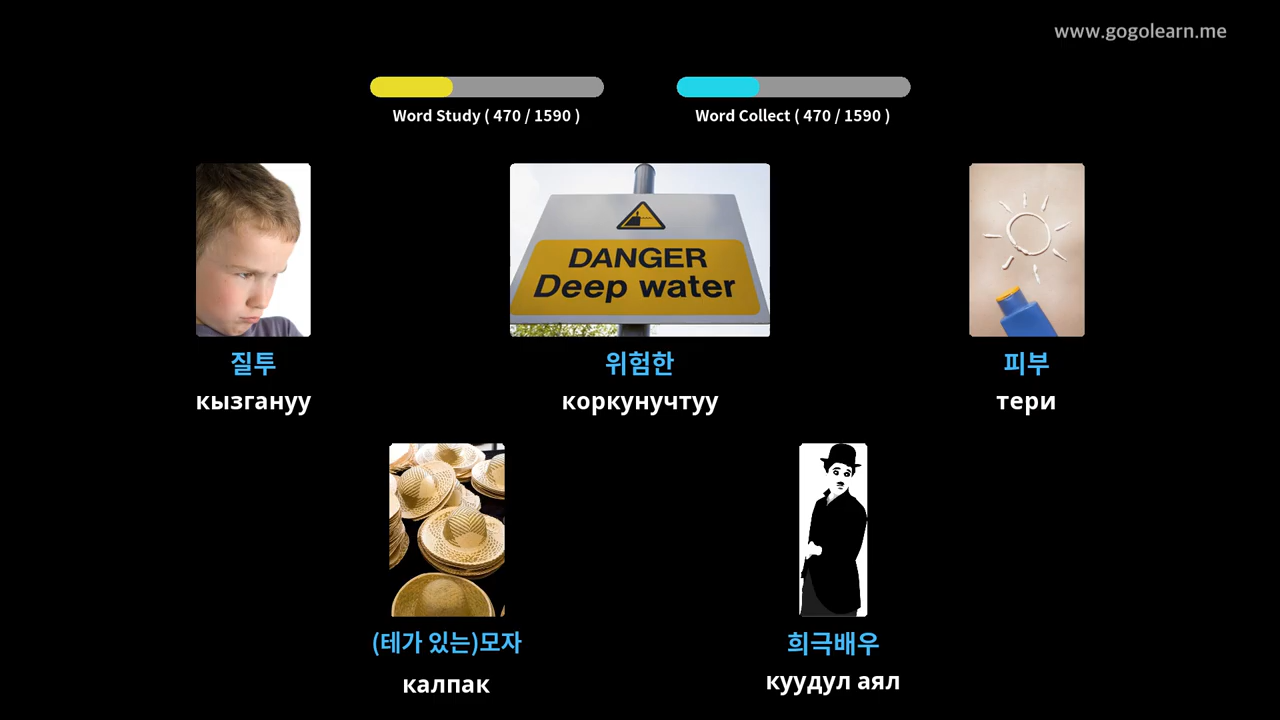 www.gogolearn.me
Word Study ( 470 / 1590 )
Word Collect ( 470 / 1590 )
DANGER
Deep water
질투
위험한
피부
кызгануу
коркунучтуу
тери
(테가 있는)모자
희극배우
калпак
куудул аял